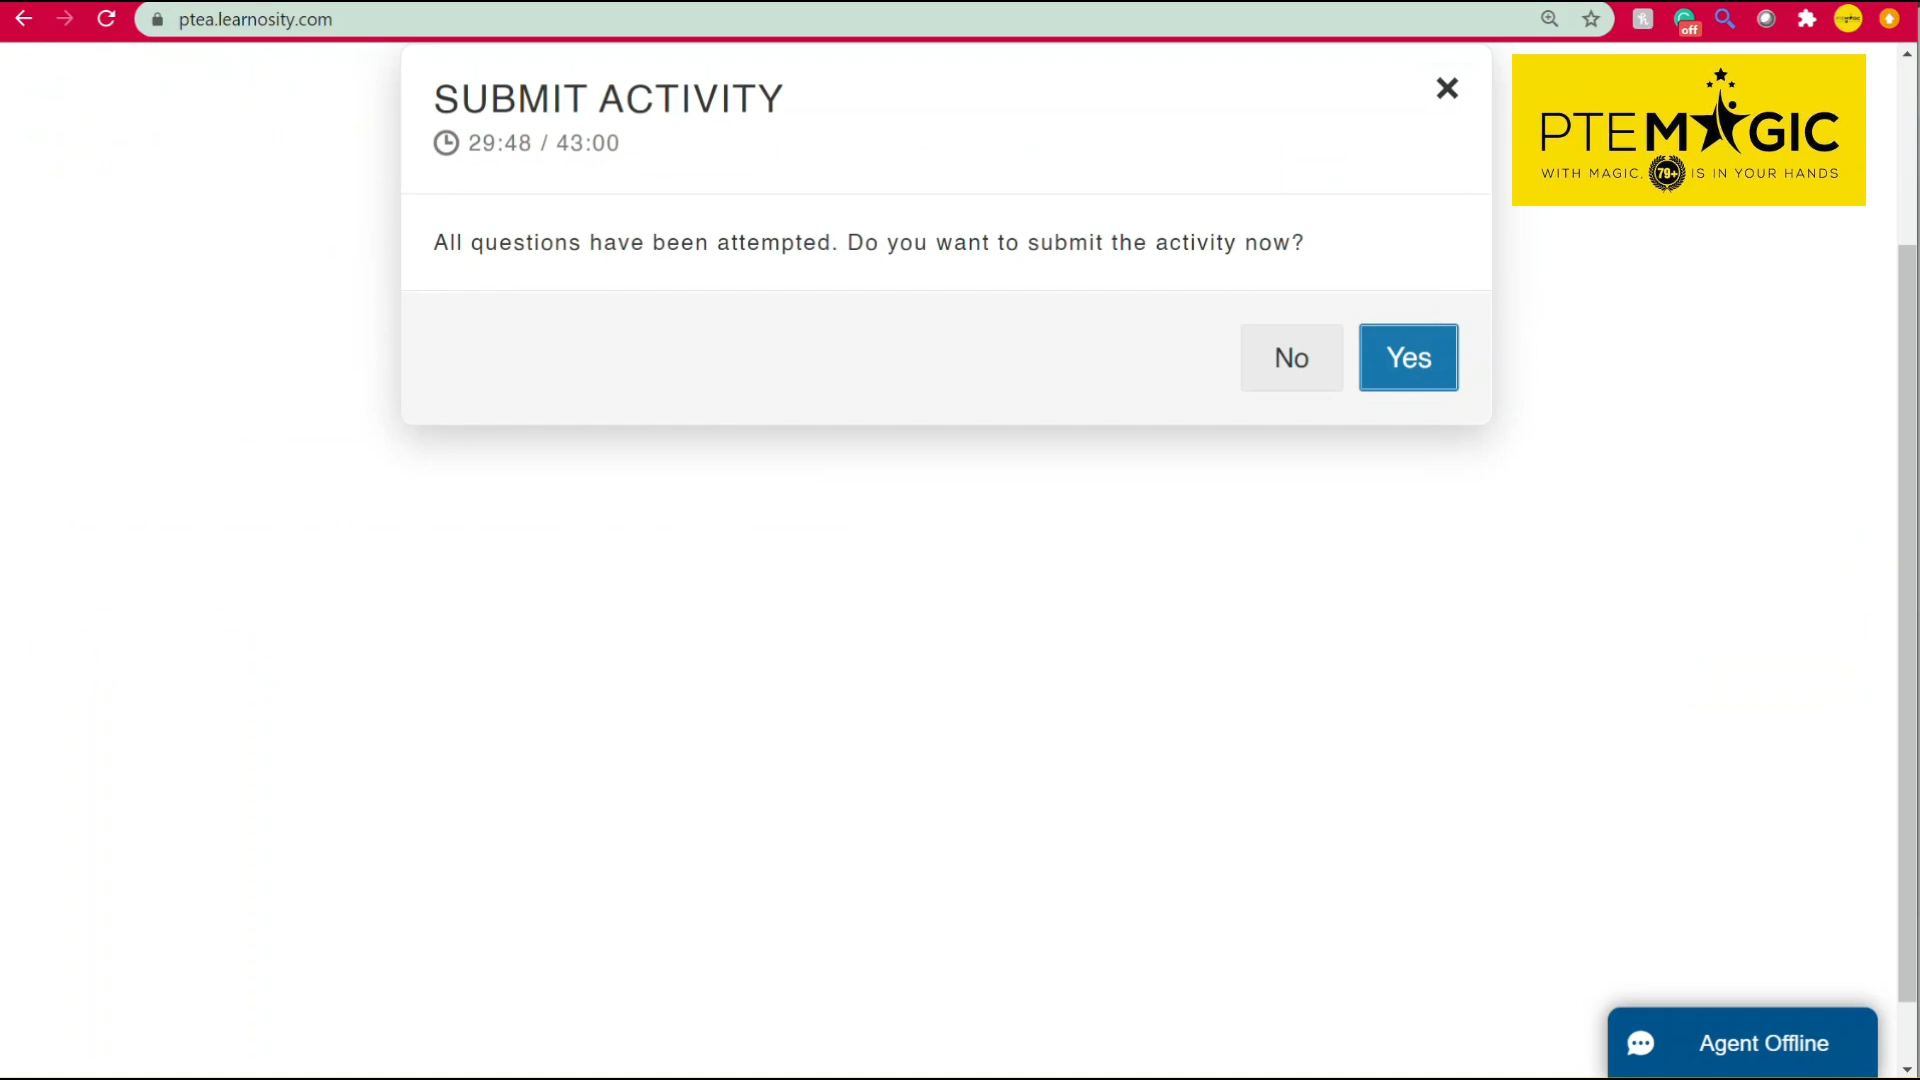 ptea.learnosity.com
off
SUBMIT ACTIVITY
29:48 / 43:00
All questions have been attempted. Do you want to submit the activity now?
No
Yes
PTEMAGIC
WITH MAGIC, 79+ IS IN YOUR HANDS
Agent Offline